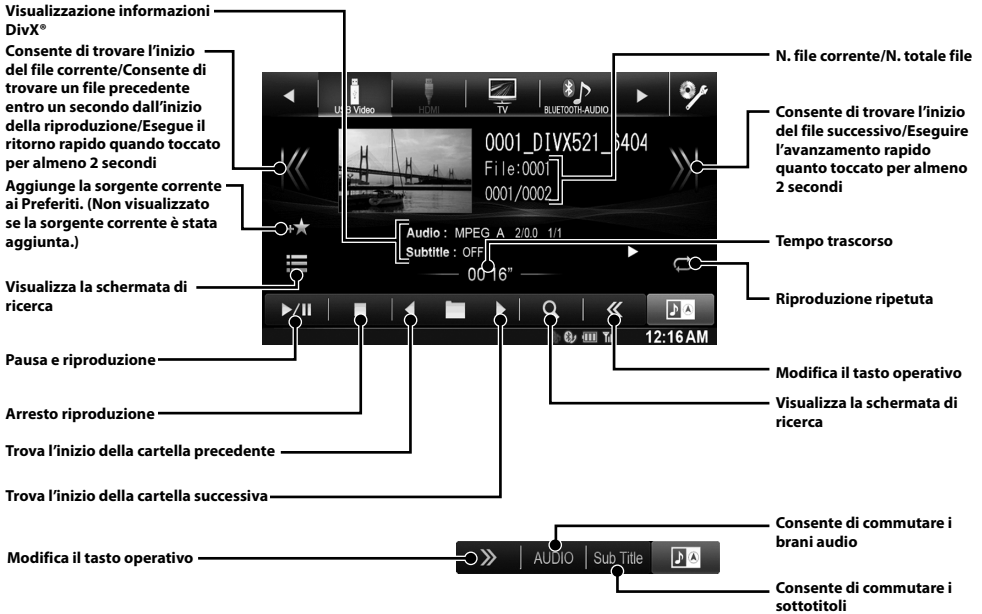 Visualizzazione informazioni
DivX®
Consente di trovare l'inizio
del file corrente/Consente di
trovare un file precedente
entro un secondo dall'inizio
della riproduzione/Esegue il
ritorno rapido quando toccato
per almeno 2 secondi
Aggiunge la sorgente corrente
ai Preferiti. (Non visualizzato
se la sorgente corrente è stata
aggiunta.)
Visualizza la schermata di
ricerca
Pausa e riproduzione
Arresto riproduzione
Trova l'inizio della cartella precedente
Trova l'inizio della cartella successiva
Modifica il tasto operativo
USB Video
HDMI
TV
BLUETOOTH-AUDIO
0001_DIVX521_6404
File:0001
0001/0002
Audio : MPEG A 2/0.0 1/1
Subtitle : OFF
00'16"
12:16 AM
N. file corrente/N. totale file
Consente di trovare l'inizio
del file successivo/Eseguire
l'avanzamento rapido
quanto toccato per almeno
2 secondi
Tempo trascorso
Riproduzione ripetuta
Modifica il tasto operativo
Visualizza la schermata di
ricerca
AUDIO
Sub Title
Consente di commutare i
brani audio
Consente di commutare i
sottotitoli